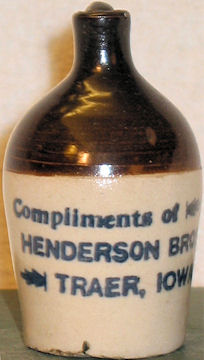 Compliments of
HENDERSON BRO
TRAER, IOW